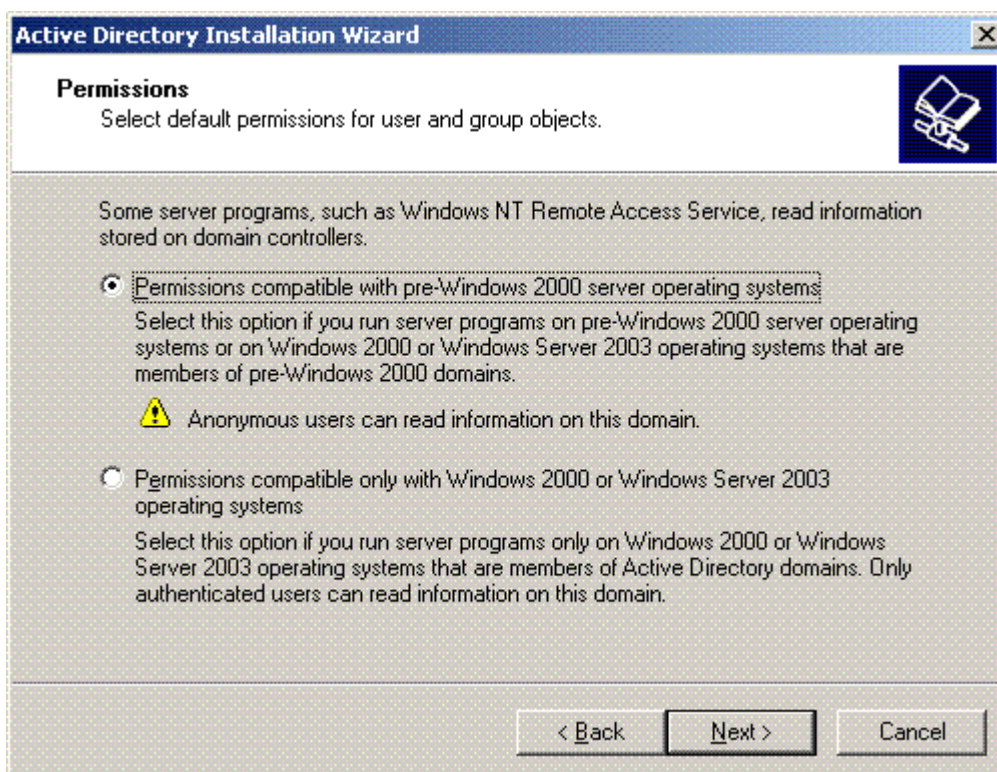 Active Directory Installation Wizard
Permissions
Select default permissions for user and group objects.
Some server programs, such as Windows NT Remote Access Service, read information
stored on domain controllers.
Permissions compatible with pre-Windows 2000 server operating systems
Select this option if you run server programs on pre-Windows 2000 server operating
systems or on Windows 2000 or Windows Server 2003 operating systems that are
members of pre-Windows 2000 domains.
Anonymous users can read information on this domain.
Permissions compatible only with Windows 2000 or Windows Server 2003
operating systems
Select this option if you run server programs only on Windows 2000 or Windows
Server 2003 operating systems that are members of Active Directory domains. Only
authenticated users can read information on this domain.
< Back
Next >
Cancel